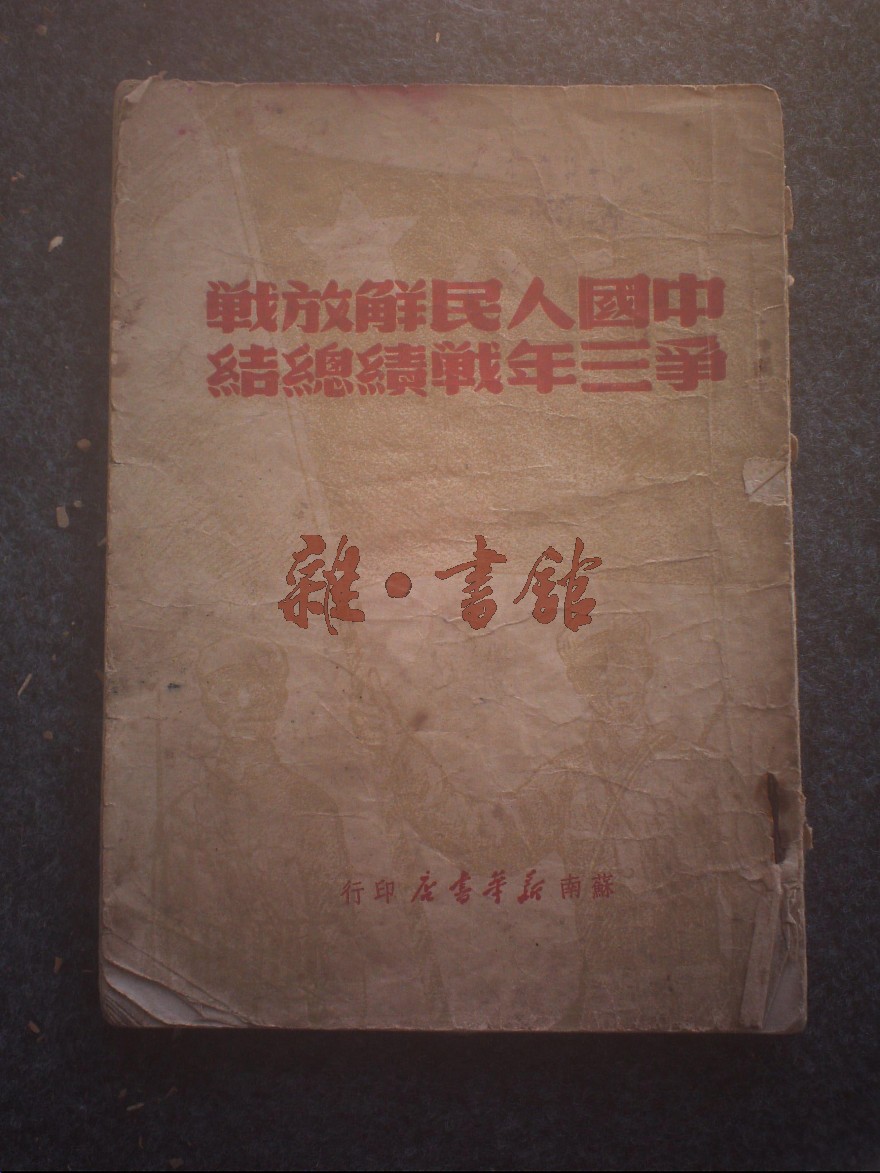 中國人民解放戰
爭三年戰績總結
雜·書館
蘇南新華書店印行